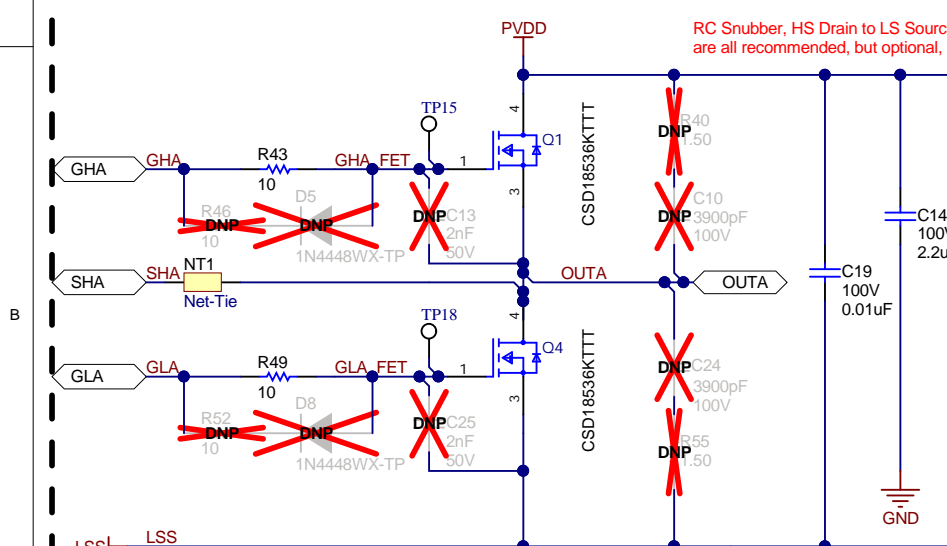 PVDD
RC Snubber, HS Drain to LS Sourc
are all recommended, but optional,
TP15
4
Q1
CSD18536KTTT
R40
DNP
1.50
GHA
GHA
R43
10
GHA_FET
1
3
R46
DNP
10
D5
DNP
1N4448WX-TP
DNP
C13
2nF
50V
C10
DNP
3900pF
100V
C14
100V
2.2u
SHA
SHA
NT1
Net-Tie
OUTA
OUTA
C19
100V
0.01uF
B
TP18
4
Q4
CSD18536KTTT
GLA
GLA
R49
10
GLA_FET
1
3
C24
DNP
3900pF
100V
R52
DNP
10
D8
DNP
1N4448WX-TP
DNP
C25
2nF
50V
R55
DNP
1.50
GND
LSS
LSS